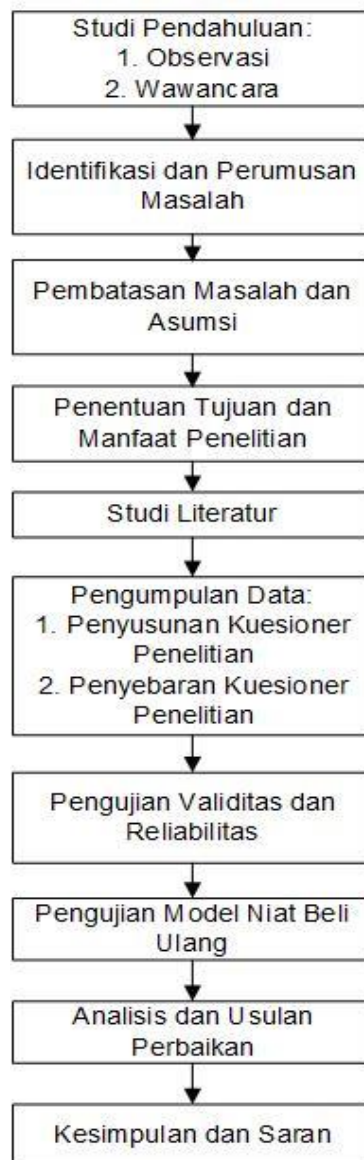 Studi Pendahuluan:
1. Observasi
2. Wawancara
Identifikasi dan Perumusan
Masalah
Pembatasan Masalah dan
Asumsi
Penentuan Tujuan dan
Manfaat Penelitian
Studi Literatur
Pengumpulan Data:
1. Penyusunan Kuesioner
Penelitian
2. Penyebaran Kuesioner
Penelitian
Pengujian Validitas dan
Reliabilitas
Pengujian Model Niat Beli
Ulang
Analisis dan Usulan
Perbaikan
Kesimpulan dan Saran